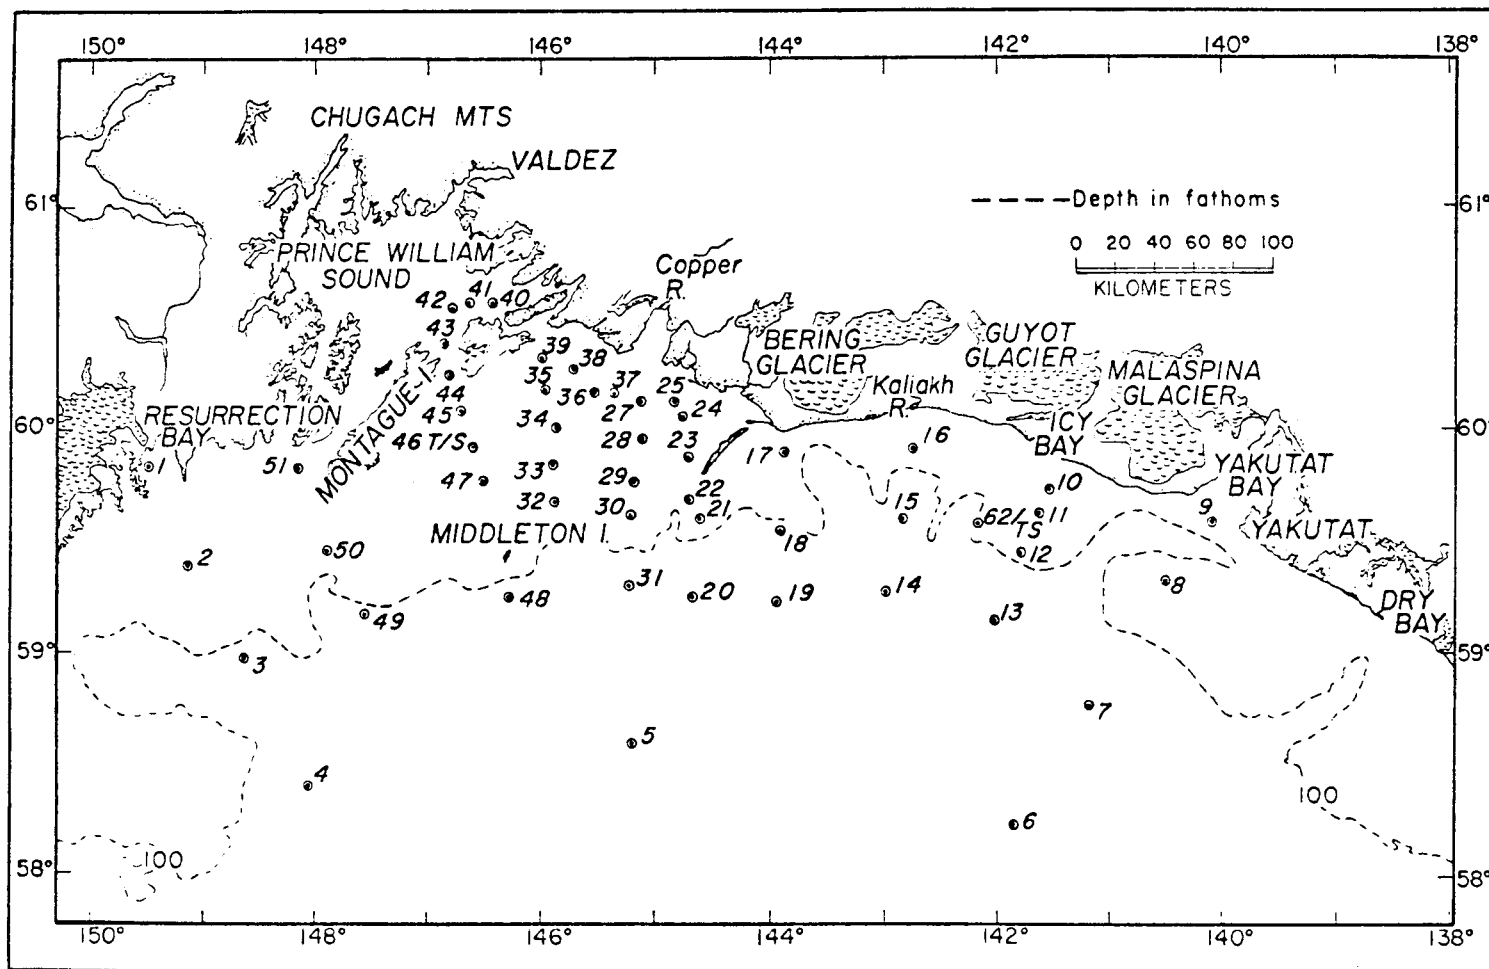 150° 148° 146° 144° 142° 140° 138°
CHUGACH MTS
VALDEZ
61° 61°
Depth in fathoms
PRINCE WILLIAM
SOUND
0 20 40 60 80 100
KILOMETERS
Copper
R.
42 41 40
43
39 38
BERING
GLACIER
GUYOT
GLACIER
MALASPINA
GLACIER
44 35 36 37 25
Kaliakh
R.
45 34 27 24
60° 60°
RESURRECTION
BAY
MONTAGUE I.
46 T/S 28 23
ICY
BAY
17 16
YAKUTAT
BAY
1 51 47 33 29
32 30 22 21
10
15 62/
TS
11 9
MIDDLETON I.
YAKUTAT
2 50 18 12
31 20 19 14 8
48
49 13
DRY
BAY
59° 59°
3
7
5
4
100
6
100
58° 58°
150° 148° 146° 144° 142° 140° 138°